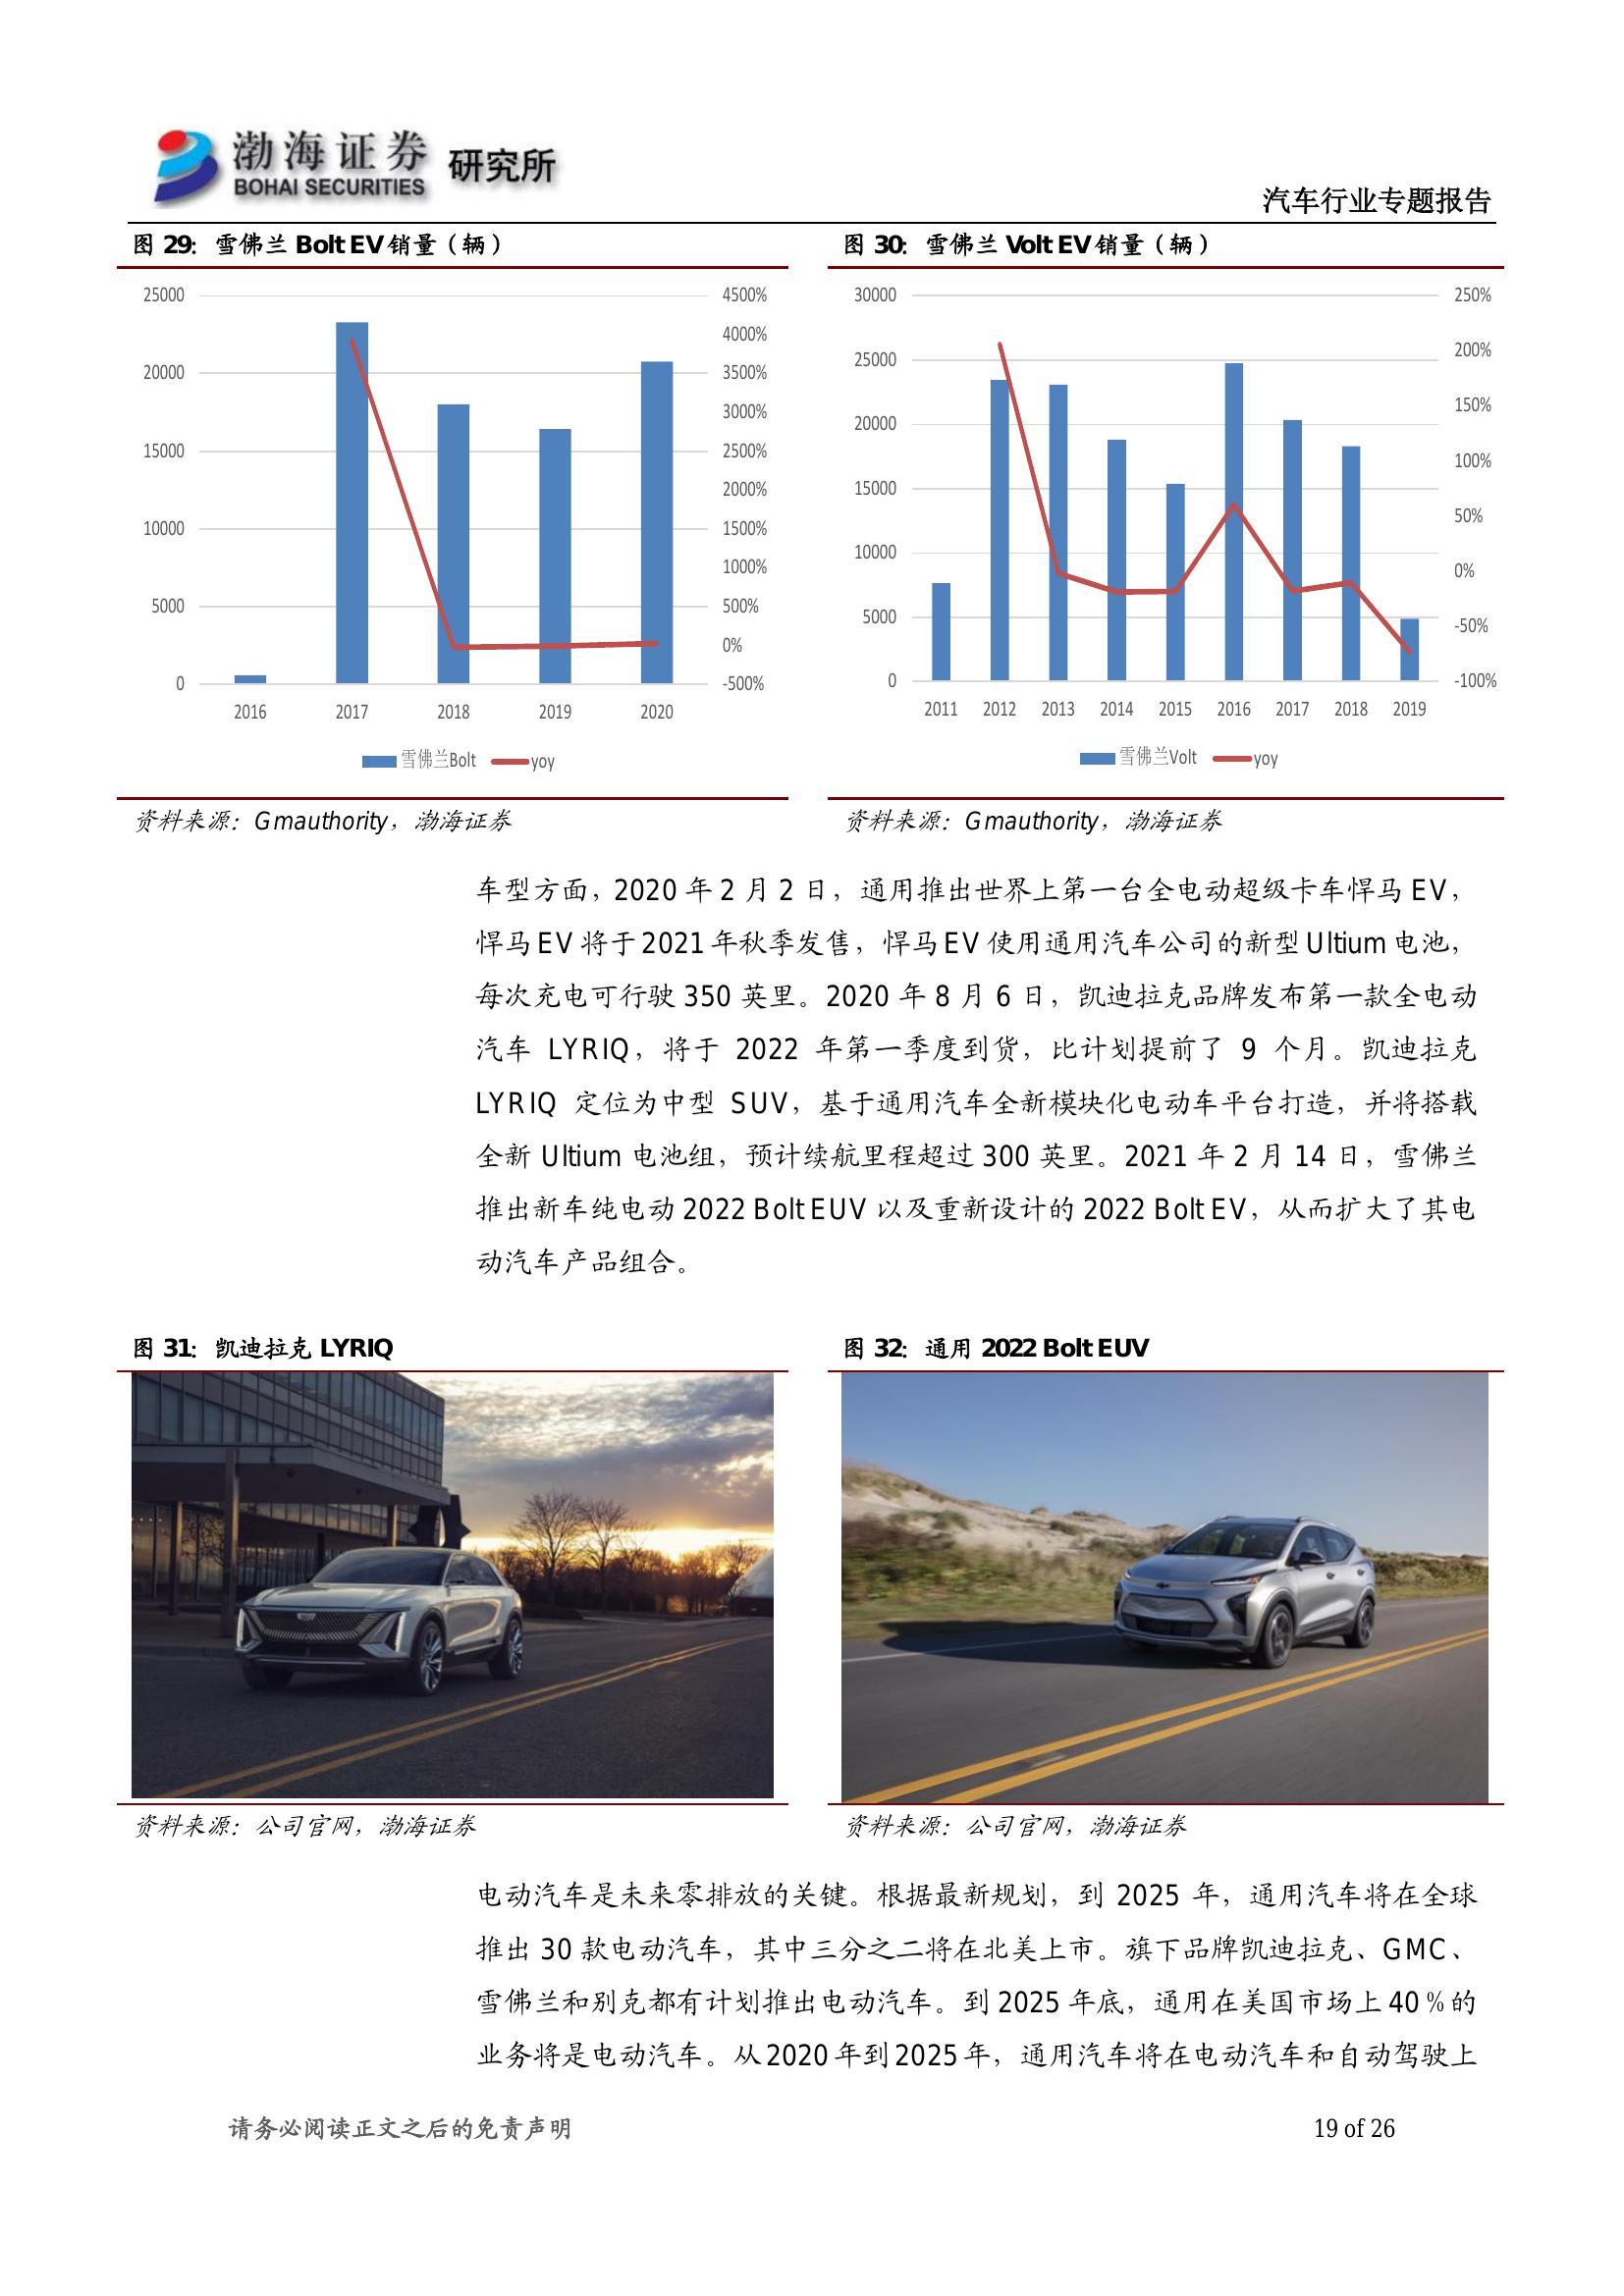 渤海证券 研究所
BOHAI SECURITIES
汽车行业专题报告
图 29：雪佛兰 Bolt EV 销量（辆）
25000
20000
15000
10000
5000
0
4500%
4000%
3500%
3000%
2500%
2000%
1500%
1000%
500%
0%
-500%
2016 2017 2018 2019 2020
雪佛兰Bolt yoy
资料来源：Gmauthority，渤海证券
图 30：雪佛兰 Volt EV 销量（辆）
30000
25000
20000
15000
10000
5000
0
250%
200%
150%
100%
50%
0%
-50%
-100%
2011 2012 2013 2014 2015 2016 2017 2018 2019
雪佛兰Volt yoy
资料来源：Gmauthority，渤海证券
车型方面，2020 年 2 月 2 日，通用推出世界上第一台全电动超级卡车悍马 EV，
悍马 EV 将于 2021 年秋季发售，悍马 EV 使用通用汽车公司的新型 Ultium 电池，
每次充电可行驶 350 英里。2020 年 8 月 6 日，凯迪拉克品牌发布第一款全电动
汽车 LYRIQ，将于 2022 年第一季度到货，比计划提前了 9 个月。凯迪拉克
LYRIQ 定位为中型 SUV，基于通用汽车全新模块化电动车平台打造，并将搭载
全新 Ultium 电池组，预计续航里程超过 300 英里。2021 年 2 月 14 日，雪佛兰
推出新车纯电动 2022 Bolt EUV 以及重新设计的 2022 Bolt EV，从而扩大了其电
动汽车产品组合。
图 31：凯迪拉克 LYRIQ
资料来源：公司官网，渤海证券
图 32：通用 2022 Bolt EUV
资料来源：公司官网，渤海证券
电动汽车是未来零排放的关键。根据最新规划，到 2025 年，通用汽车将在全球
推出 30 款电动汽车，其中三分之二将在北美上市。旗下品牌凯迪拉克、GMC、
雪佛兰和别克都有计划推出电动汽车。到 2025 年底，通用在美国市场上 40%的
业务将是电动汽车。从 2020 年到 2025 年，通用汽车将在电动汽车和自动驾驶上
请务必阅读正文之后的免责声明
19 of 26